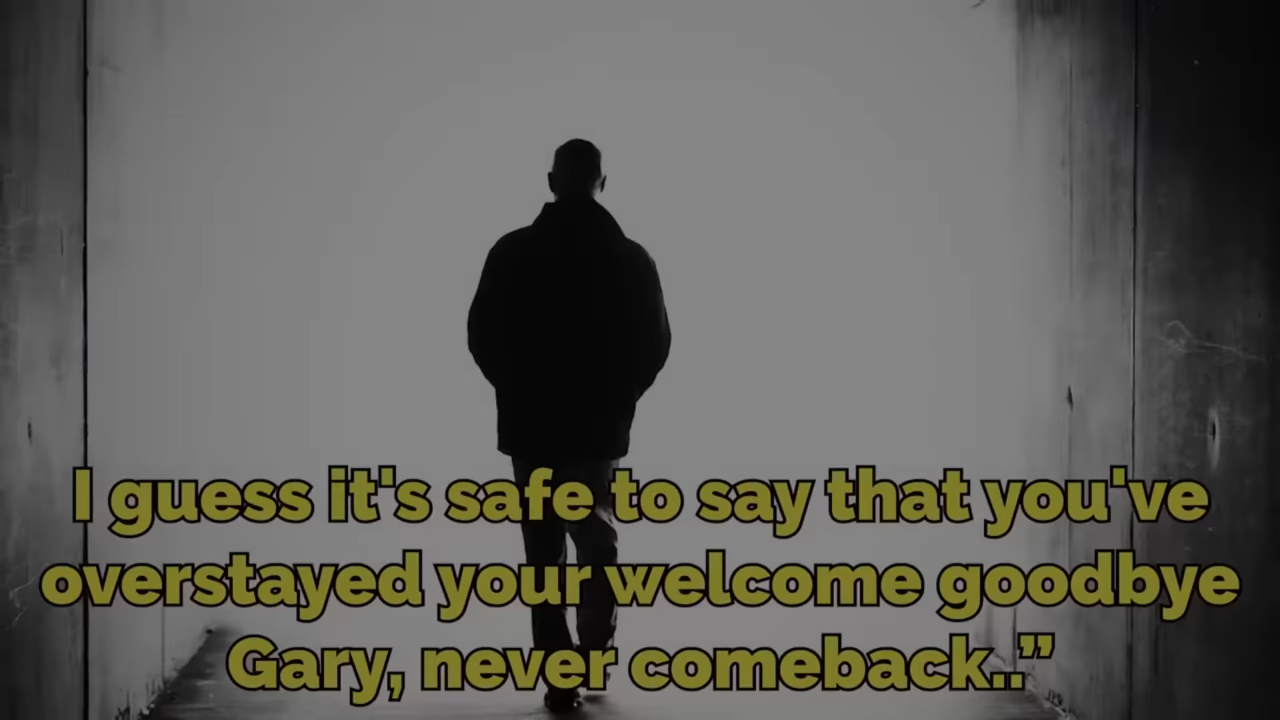 I guess it's safe to say that you've
overstayed your welcome goodbye
Gary, never comeback..”